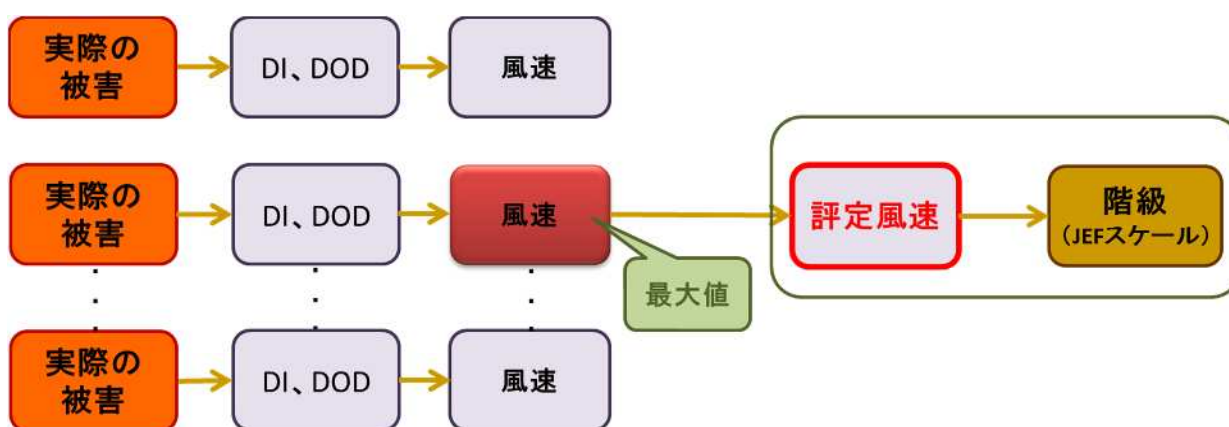 実際の
被害
DI、DOD
風速
実際の
被害
DI、DOD
風速
評定風速
階級
（JEFスケール）
最大値
実際の
被害
DI、DOD
風速